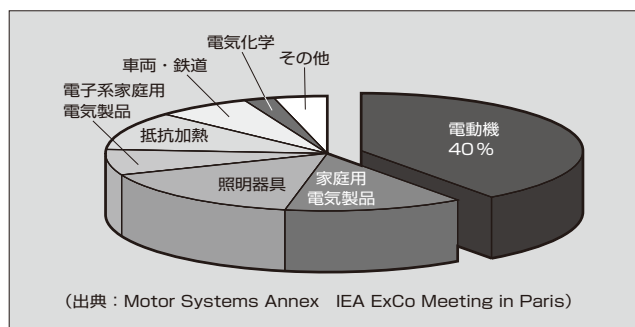 電気化学
車両・鉄道
その他
電子系家庭用
電気製品
電動機
40%
抵抗加熱
照明器具
家庭用
電気製品
（出典：Motor Systems Annex　IEA ExCo Meeting in Paris）